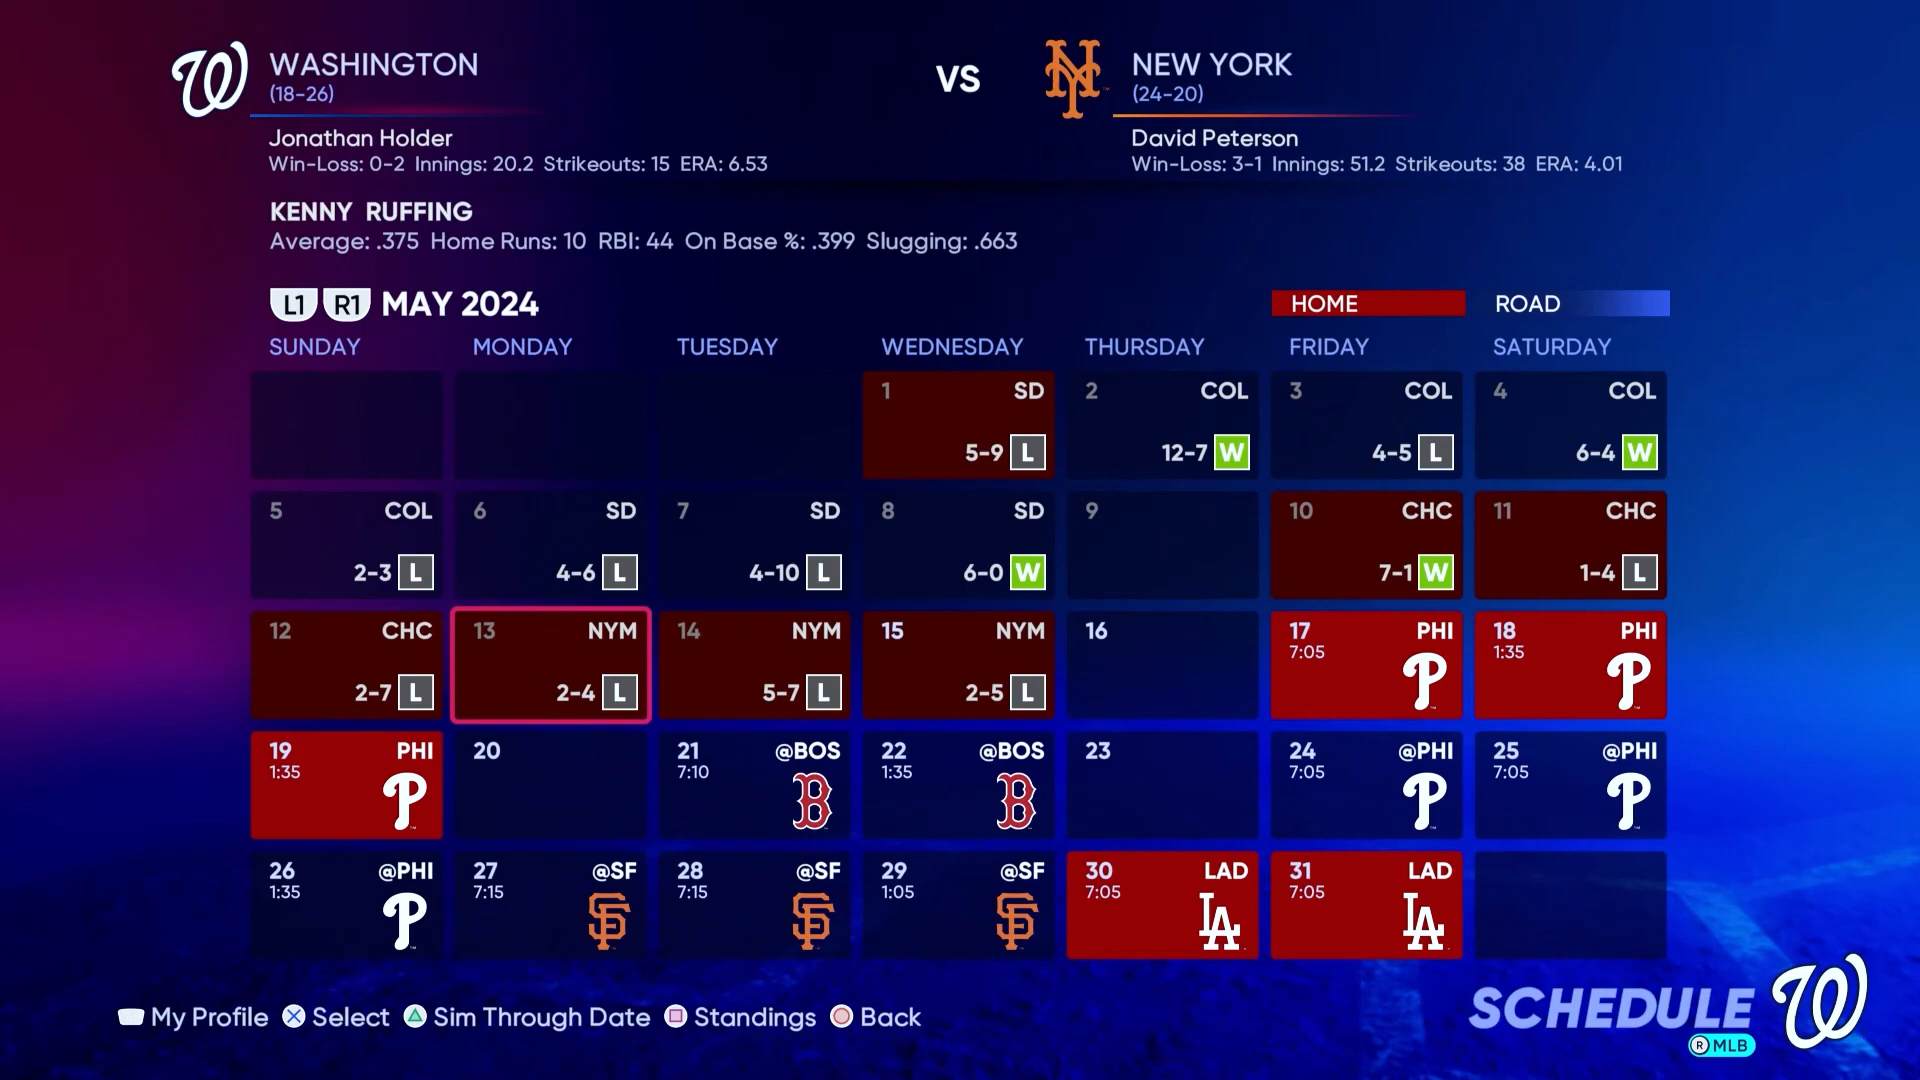 W WASHINGTON VS NY NEW YORK
(18-26) (24-20)
Jonathan Holder David Peterson
Win-Loss: 0-2 Innings: 20.2 Strikeouts: 15 ERA: 6.53 Win-Loss: 3-1 Innings: 51.2 Strikeouts: 38 ERA: 4.01
KENNY RUFFING
Average: .375 Home Runs: 10 RBI: 44 On Base %: .399 Slugging: .663
L1 R1 MAY 2024 HOME ROAD
SUNDAY MONDAY TUESDAY WEDNESDAY THURSDAY FRIDAY SATURDAY
1 SD 2 COL 3 COL 4 COL
5-9 L 12-7 W 4-5 L 6-4 W
5 COL 6 SD 7 SD 8 SD 9 10 CHC 11 CHC
2-3 L 4-6 L 4-10 L 6-0 W 7-1 W 1-4 L
12 CHC 13 NYM 14 NYM 15 NYM 16 17 PHI 18 PHI
7:05 P 1:35 P
2-7 L 2-4 L 5-7 L 2-5 L
19 PHI 20 21 @BOS 22 @BOS 23 24 @PHI 25 @PHI
1:35 P 7:10 B 1:35 B 7:05 P 7:05 P
26 @PHI 27 @SF 28 @SF 29 @SF 30 LAD 31 LAD
1:35 P 7:15 SF 7:15 SF 1:05 SF 7:05 LA 7:05 LA
My Profile Select Sim Through Date Standings Back
SCHEDULE W
R MLB